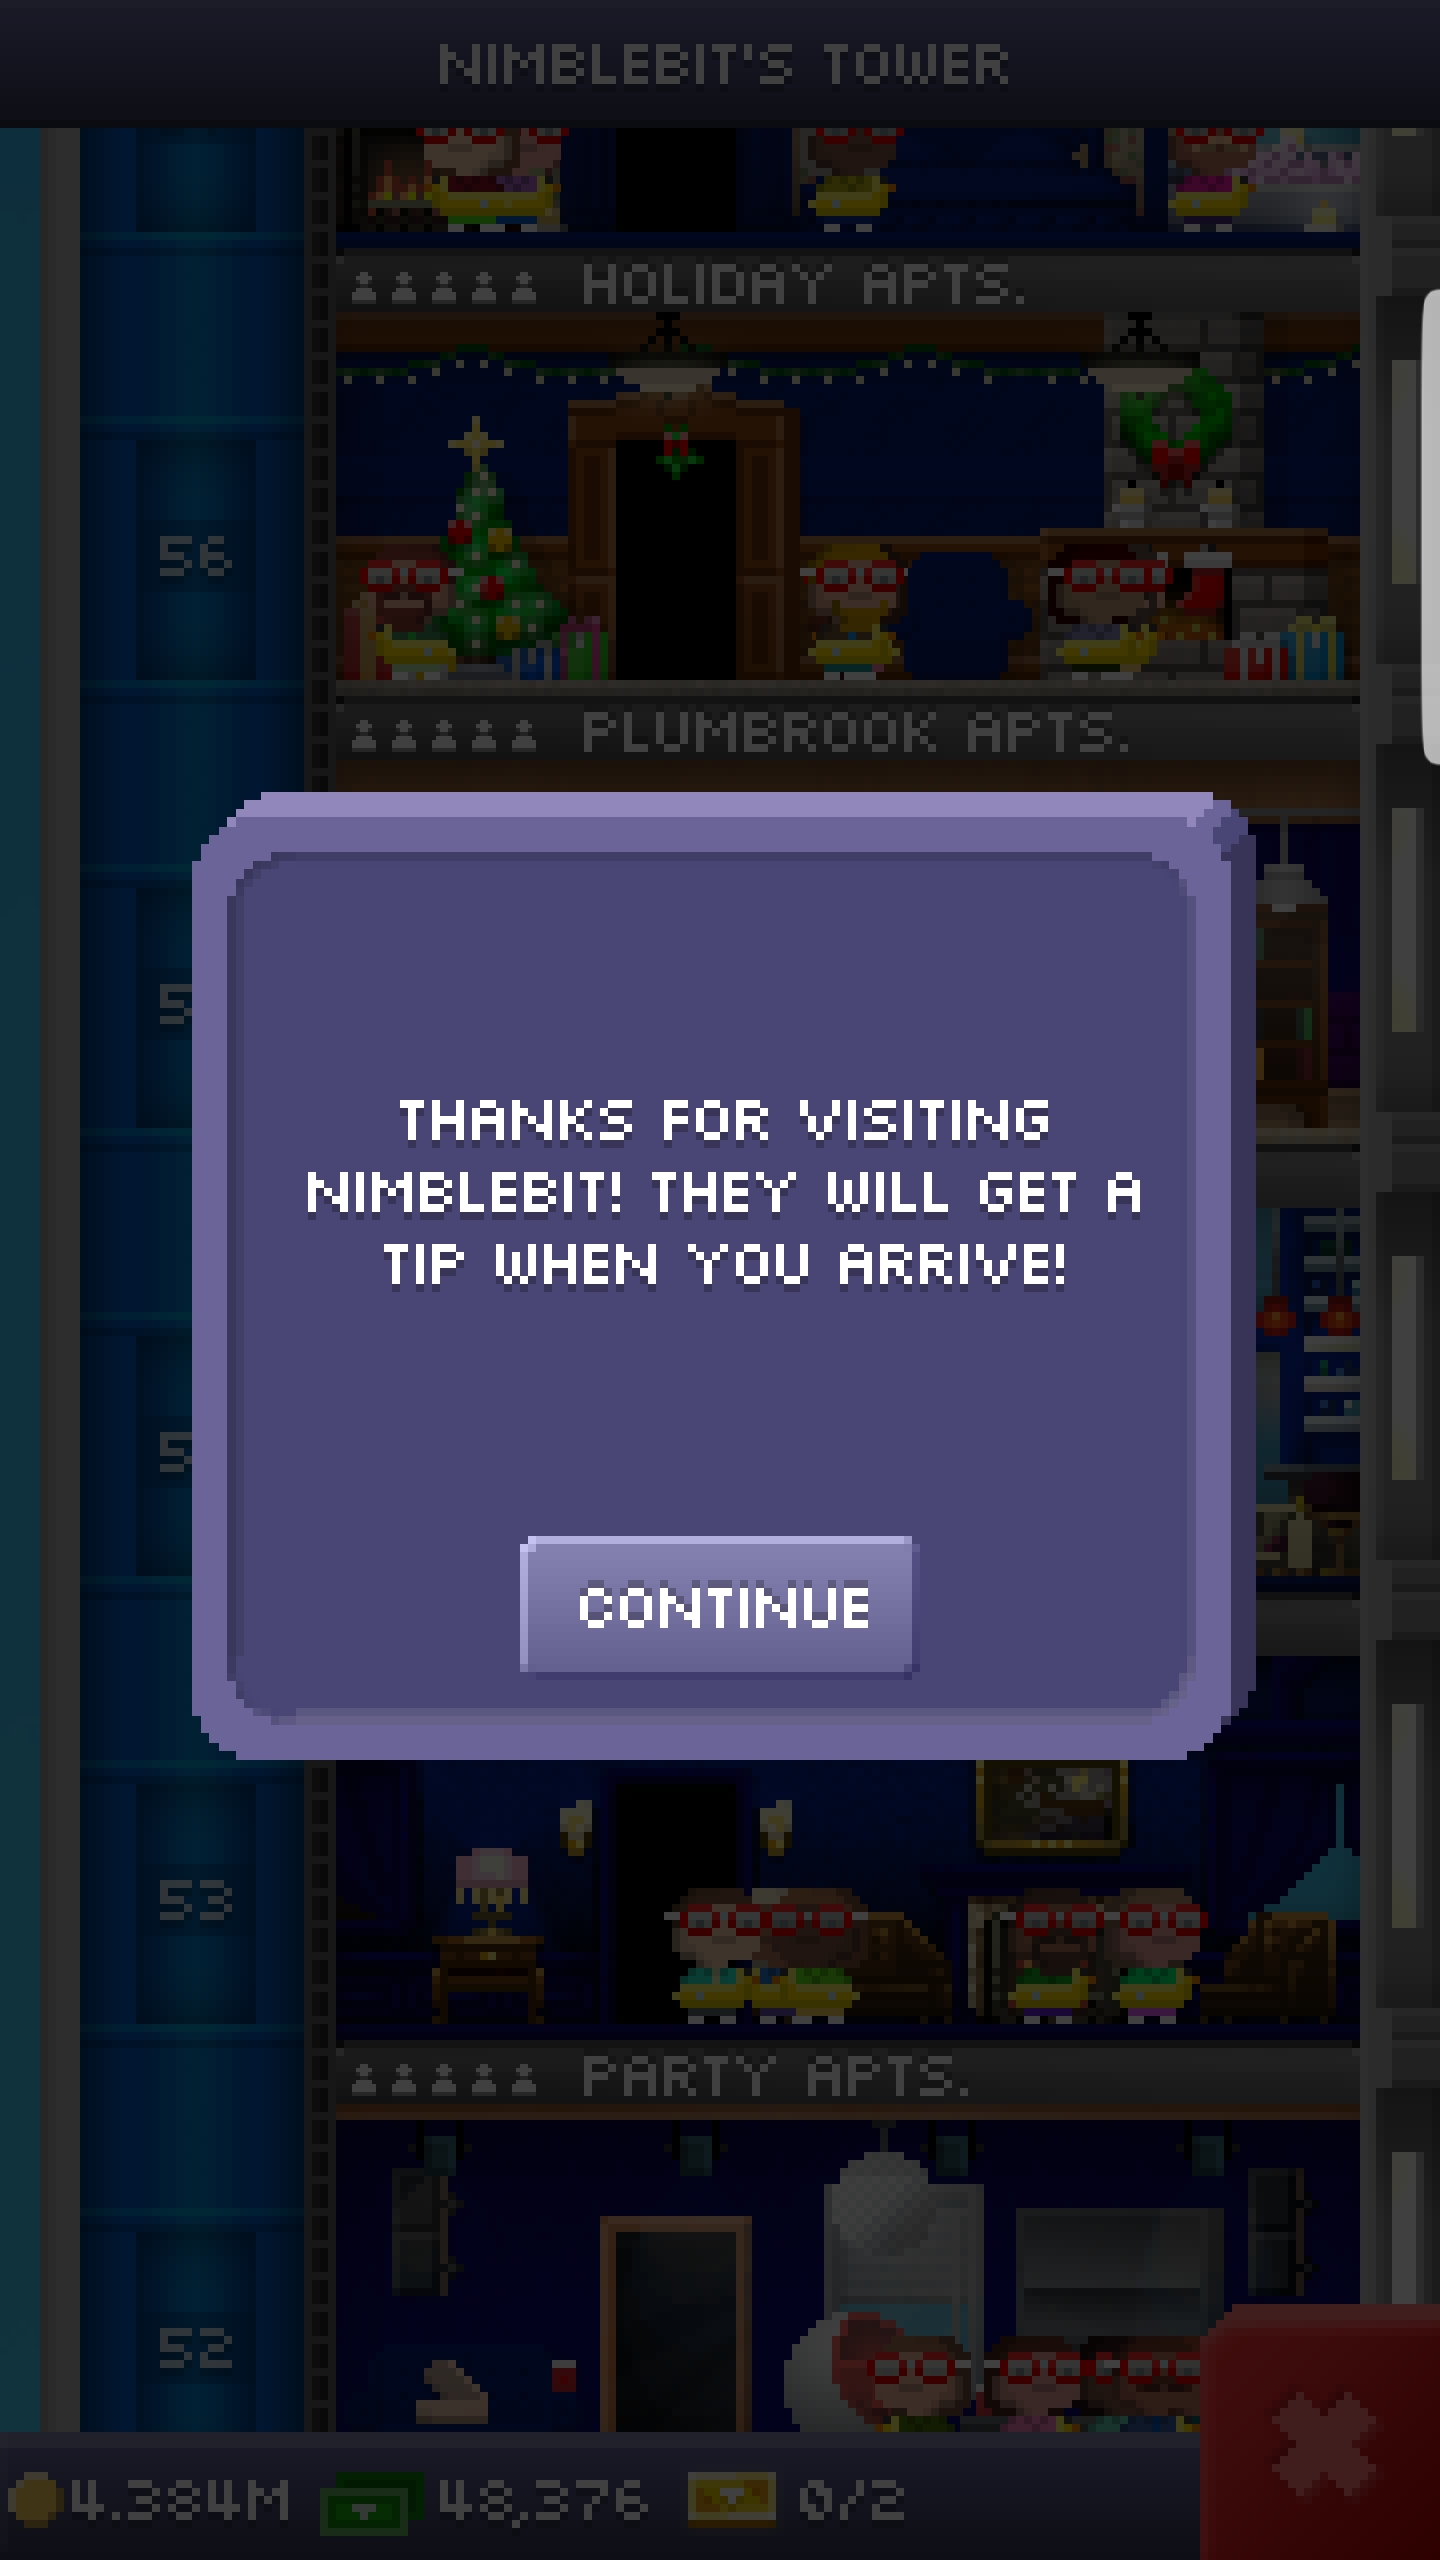 NIMBLEBIT'S TOWER
HOLIDAY APTS.
56
PLUMBROOK APTS.
THANKS FOR VISITING
NIMBLEBIT! THEY WILL GET A
TIP WHEN YOU ARRIVE!
CONTINUE
53
PARTY APTS.
52
4.384M 48,376 0/2